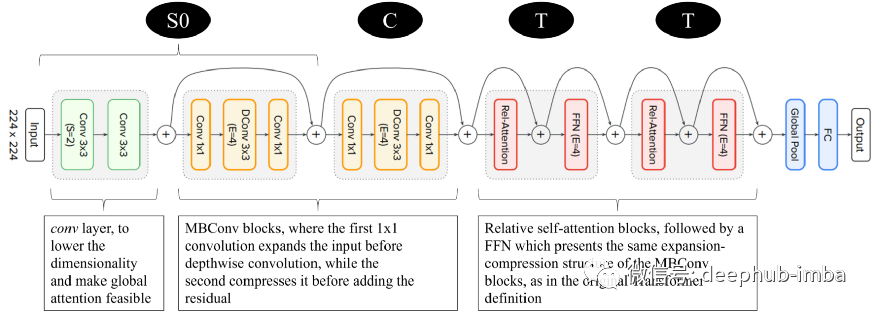 S0
C
T
T
224 x 224
Input
Conv 3x3
(S=2)
Conv 3x3
+
Conv 1x1
DConv 3x3
(E=4)
Conv 1x1
+
Conv 1x1
DConv 3x3
(E=4)
Conv 1x1
+
Rel-Attention
+
FFN (E=4)
+
Rel-Attention
+
FFN (E=4)
+
Global Pool
FC
Output
conv layer, to
lower the
dimensionality
and make global
attention feasible
MBConv blocks, where the first 1x1
convolution expands the input before
depthwise convolution, while the
second compresses it before adding the
residual
Relative self-attention blocks, followed by a
FFN which presents the same expansion-
compression structure of the MBConv
blocks, as in the original Transformer
definition
微信号: deephub-imba